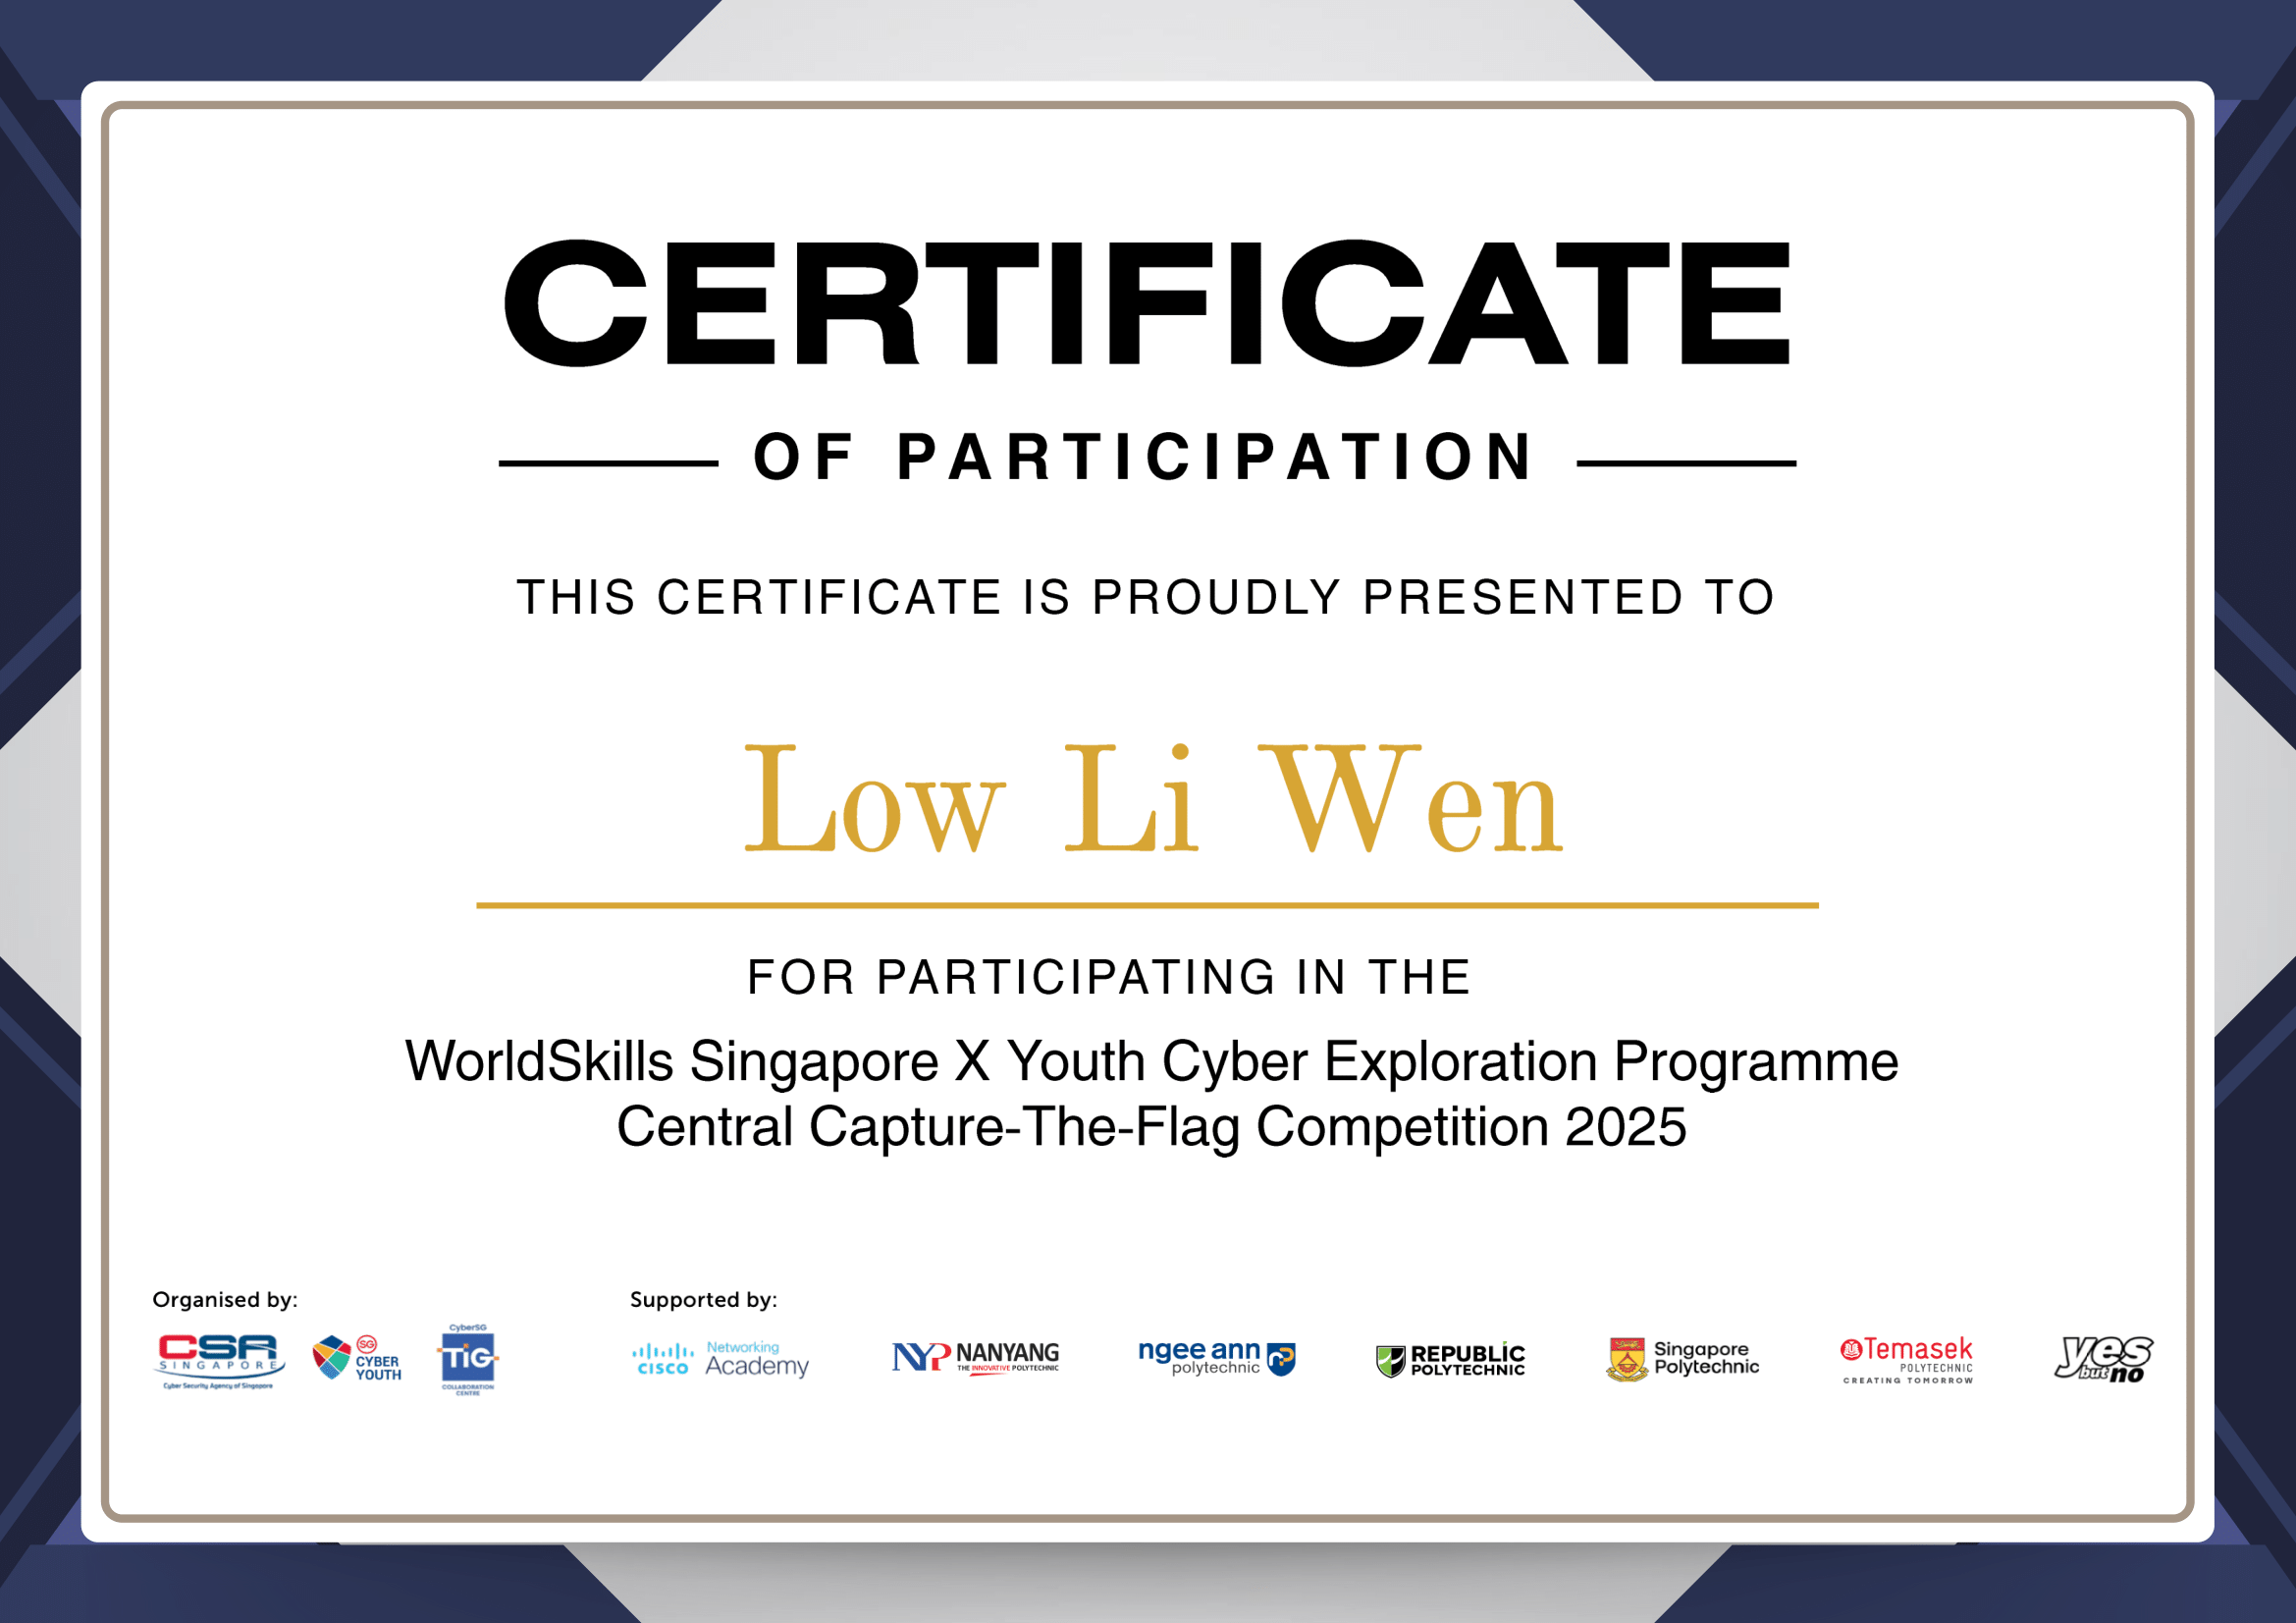 CERTIFICATE
OF PARTICIPATION
THIS CERTIFICATE IS PROUDLY PRESENTED TO
Low Li Wen
FOR PARTICIPATING IN THE
WorldSkills Singapore X Youth Cyber Exploration Programme
Central Capture-The-Flag Competition 2025
Organised by:
CSA
SINGAPORE
Cyber Security Agency of Singapore
SG
CYBER
YOUTH
CyberSG
TIG
COLLABORATION
CENTRE
Supported by:
CISCO
Networking
Academy
NYP
NANYANG
THE INNOVATIVE POLYTECHNIC
ngee ann
polytechnic
np
REPUBLIC
POLYTECHNIC
Singapore
Polytechnic
Temasek
POLYTECHNIC
CREATING TOMORROW
yes
but no